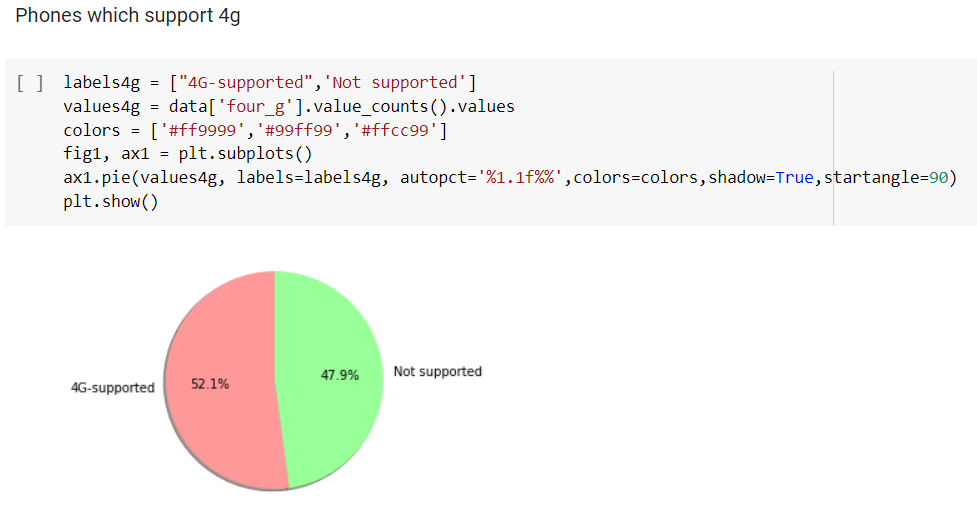 Phones which support 4g
[ ] labels4g = ["4G-supported",'Not supported']
values4g = data['four_g'].value_counts().values
colors = ['#ff9999','#99ff99','#ffcc99']
fig1, ax1 = plt.subplots()
ax1.pie(values4g, labels=labels4g, autopct='%1.1f%%',colors=colors,shadow=True,startangle=90)
plt.show()
47.9% Not supported
4G-supported 52.1%